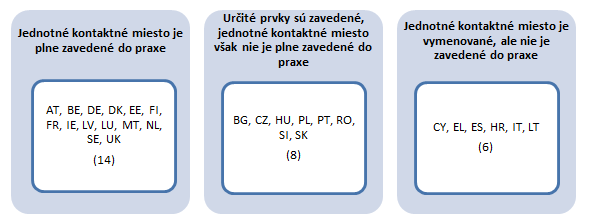 Jednotné kontaktné miesto je
plne zavedené do praxe
AT, BE, DE, DK, EE, FI,
FR, IE, LV, LU, MT, NL,
SE, UK
(14)
Určité prvky sú zavedené,
jednotné kontaktné miesto
však nie je plne zavedené do
praxe
BG, CZ, HU, PL, PT, RO,
SI, SK
(8)
Jednotné kontaktné miesto je
vymenované, ale nie je
zavedené do praxe
CY, EL, ES, HR, IT, LT
(6)